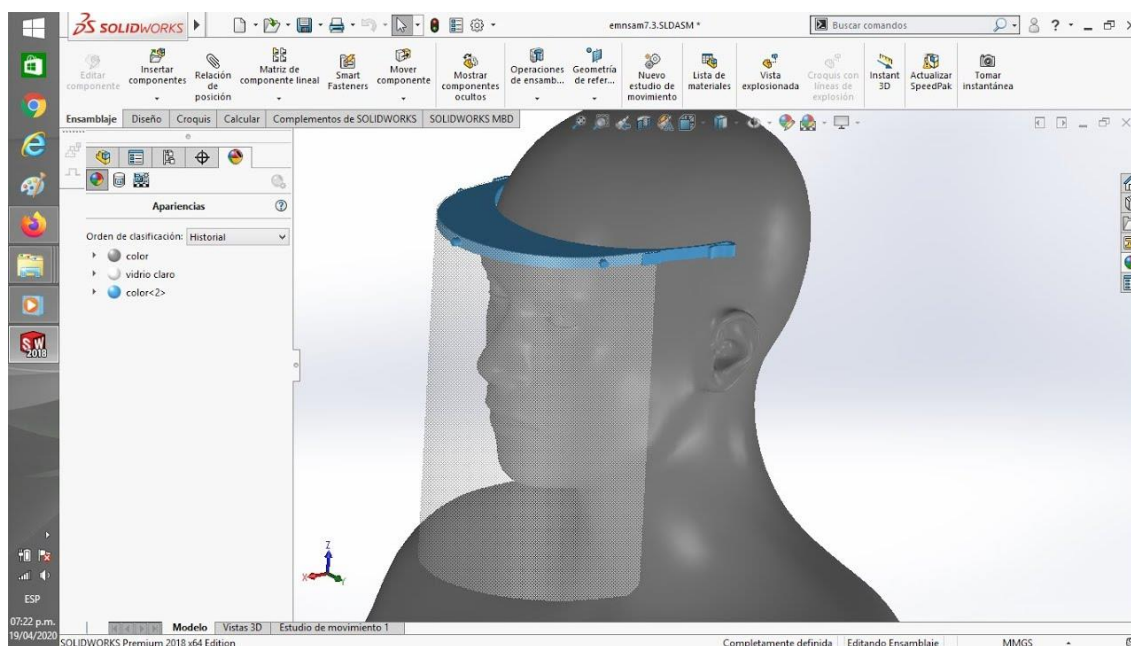 SOLIDWORKS
emnsam7.3.SLDASM *
Buscar comandos
Editar componente
Insertar componentes
Relación de posición
Matriz de componente lineal
Smart Fasteners
Mover componente
Mostrar componentes ocultos
Operaciones de ensamb...
Geometría de refer...
Nuevo estudio de movimiento
Lista de materiales
Vista explosionada
Croquis con líneas de explosión
Instant 3D
Actualizar SpeedPak
Tomar instantánea
Ensamblaje Diseño Croquis Calcular Complementos de SOLIDWORKS SOLIDWORKS MBD
Apariencias
Orden de clasificación: Historial
color
vidrio claro
color<2>
SW
2018
Z
X
Y
ESP
07:22 p.m.
19/04/2020
Modelo Vistas 3D Estudio de movimiento 1
SOLIDWORKS Premium 2018 x64 Edition
Completamente definida Editando Ensamblaje MMGS